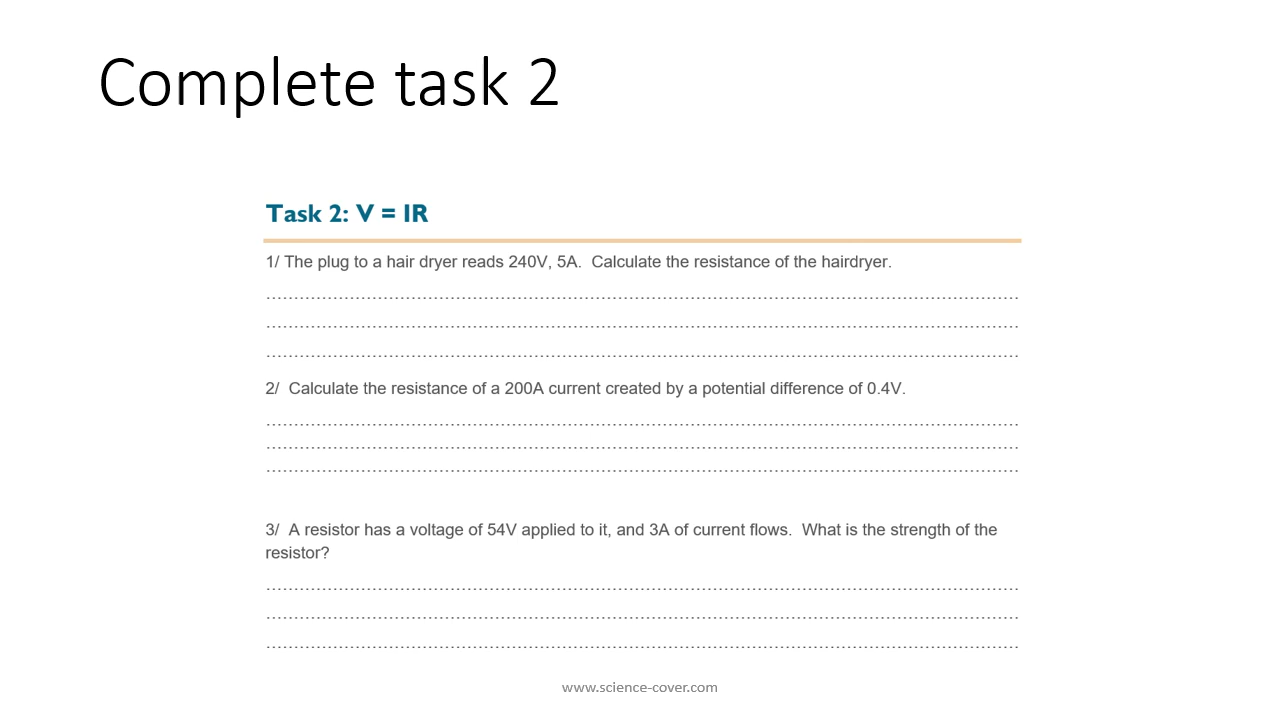 Complete task 2
Task 2: V = IR
1/ The plug to a hair dryer reads 240V, 5A.  Calculate the resistance of the hairdryer.
2/  Calculate the resistance of a 200A current created by a potential difference of 0.4V.
3/  A resistor has a voltage of 54V applied to it, and 3A of current flows.  What is the strength of the
resistor?
www.science-cover.com